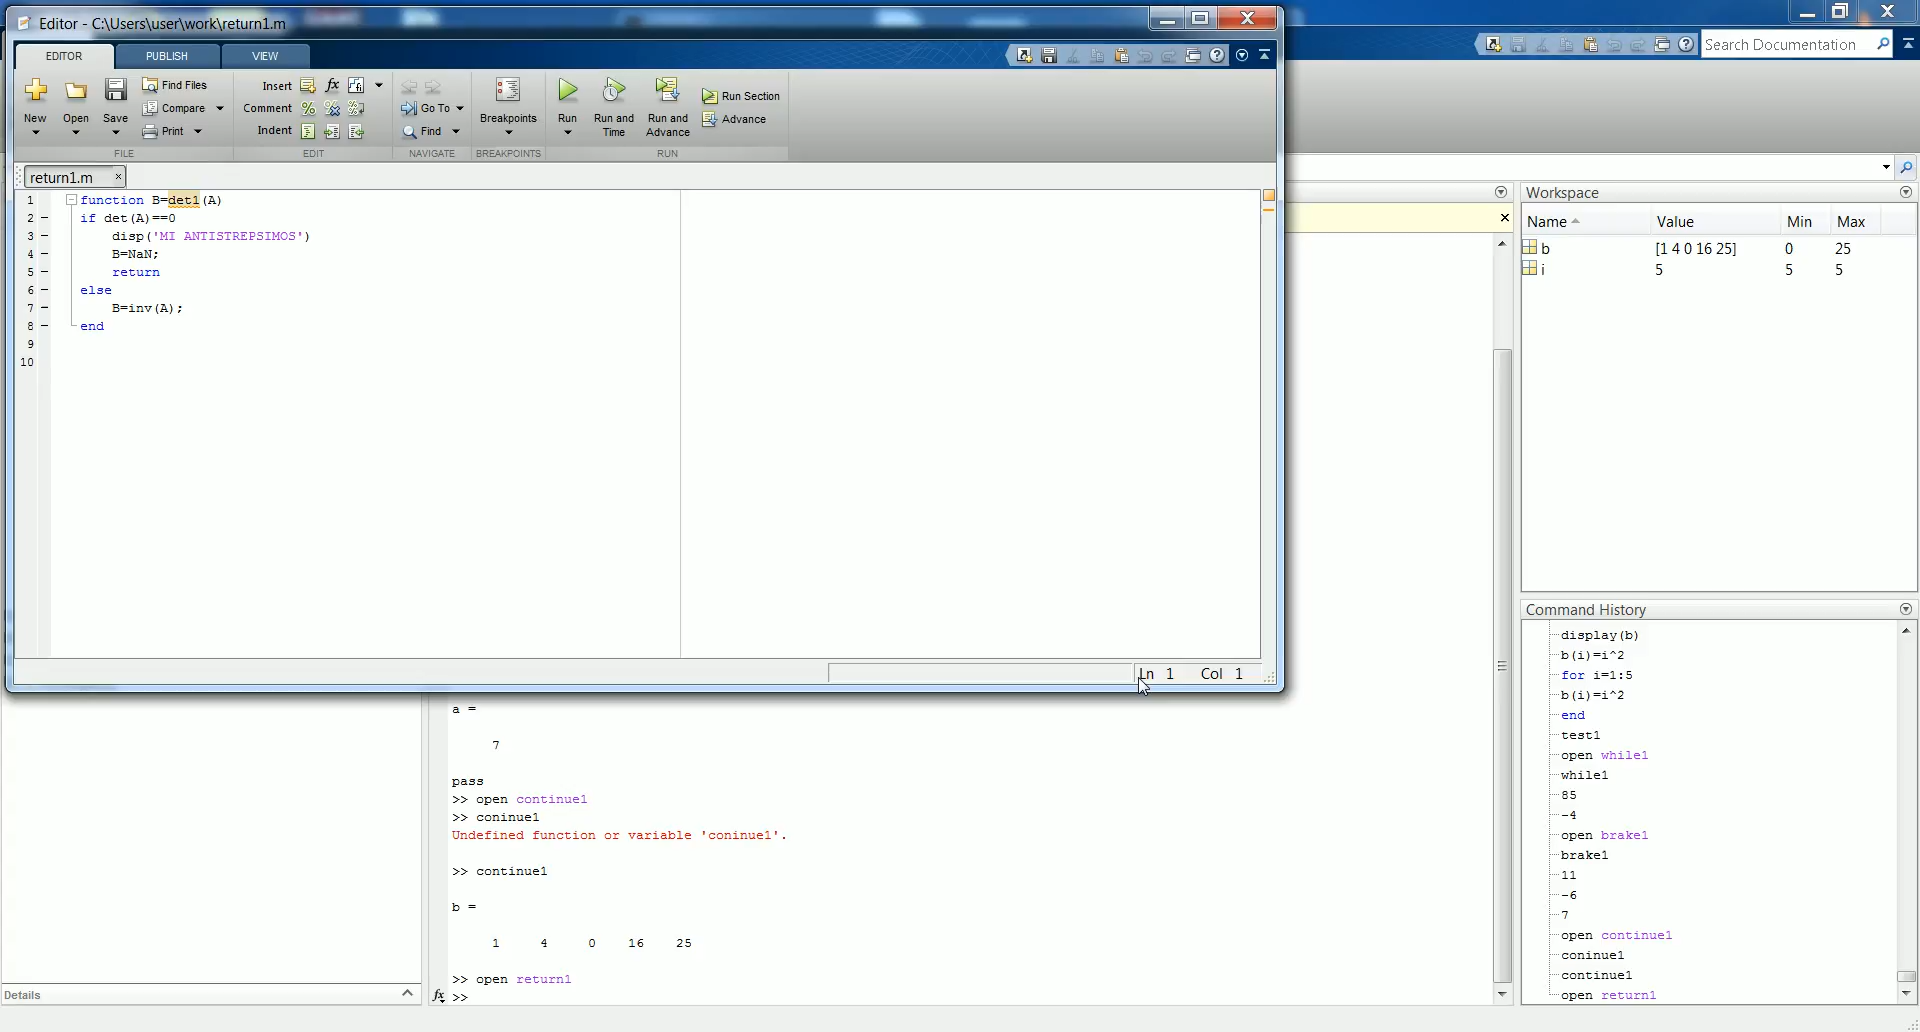 Editor - C:\Users\user\work\return1.m
EDITOR
PUBLISH
VIEW
Search Documentation
New
Open
Save
Find Files
Compare
Print
FILE
Insert
Comment
Indent
EDIT
Go To
Find
NAVIGATE
Breakpoints
BREAKPOINTS
Run
Run and
Time
Run and
Advance
Run Section
Advance
RUN
return1.m ×
1 function B=det1(A)
2 – if det(A)==0
3 – disp('MI ANTISTREPSIMOS')
4 – B=NaN;
5 – return
6 – else
7 – B=inv(A);
8 – end
9
10
Ln 1 Col 1
Workspace
Name Value Min Max
b [1 4 0 16 25] 0 25
i 5 5 5
a =
7
pass
>> open continue1
>> coninue1
Undefined function or variable 'coninue1'.
>> continue1
b =
1 4 0 16 25
>> open return1
fx >>
Details
Command History
display(b)
b(i)=i^2
for i=1:5
b(i)=i^2
end
test1
open while1
while1
85
-4
open brake1
brake1
11
-6
7
open continue1
coninue1
continue1
open return1